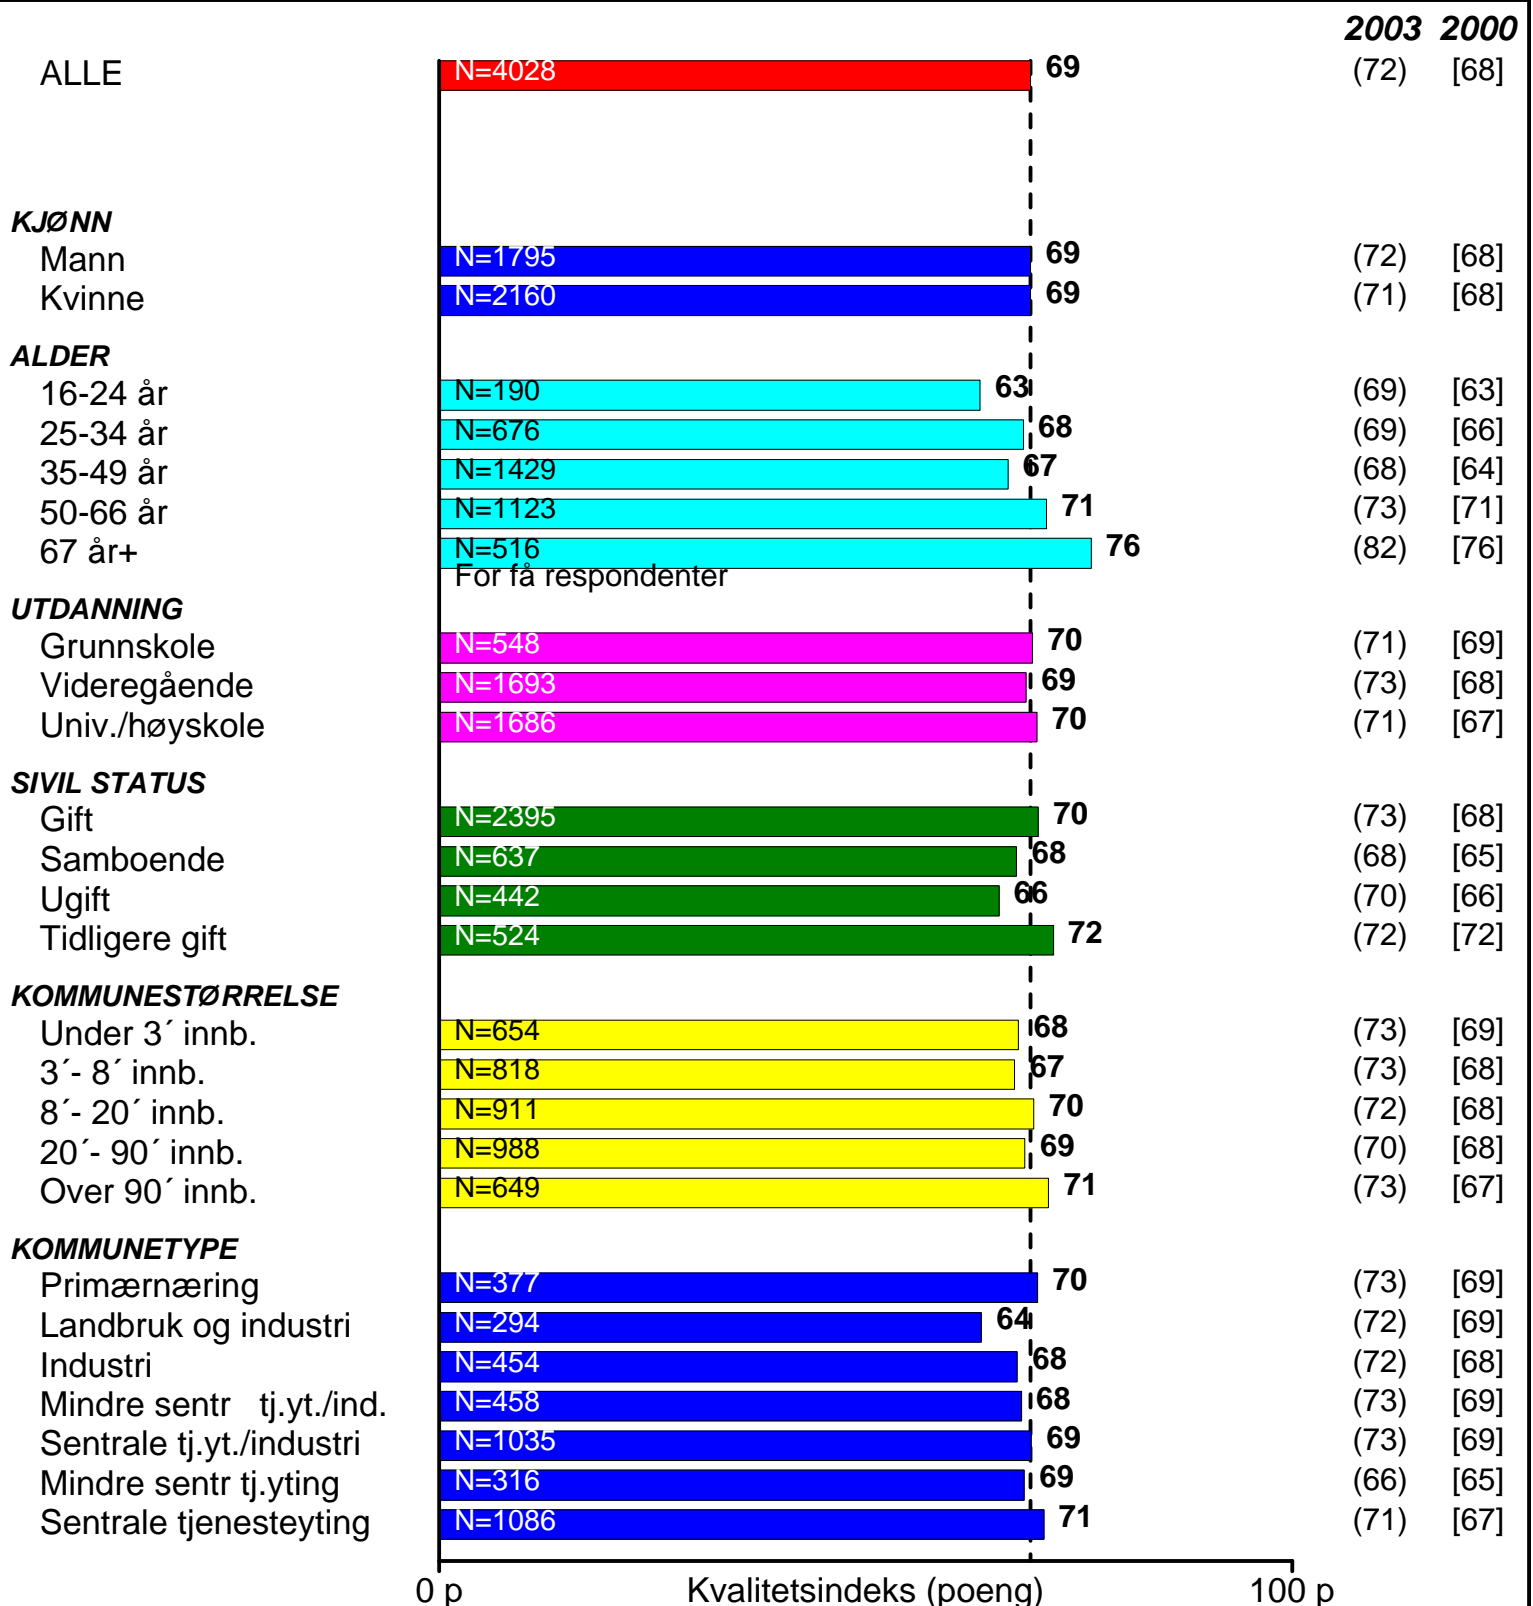 2003 2000
ALLE N=4028 69 (72) [68]
KJØNN
Mann N=1795 69 (72) [68]
Kvinne N=2160 69 (71) [68]
ALDER
16-24 år N=190 63 (69) [63]
25-34 år N=676 68 (69) [66]
35-49 år N=1429 67 (68) [64]
50-66 år N=1123 71 (73) [71]
67 år+ N=516 76 (82) [76]
For få respondenter
UTDANNING
Grunnskole N=548 70 (71) [69]
Videregående N=1693 69 (73) [68]
Univ./høyskole N=1686 70 (71) [67]
SIVIL STATUS
Gift N=2395 70 (73) [68]
Samboende N=637 68 (68) [65]
Ugift N=442 66 (70) [66]
Tidligere gift N=524 72 (72) [72]
KOMMUNESTØRRELSE
Under 3´ innb. N=654 68 (73) [69]
3´- 8´ innb. N=818 67 (73) [68]
8´- 20´ innb. N=911 70 (72) [68]
20´- 90´ innb. N=988 69 (70) [68]
Over 90´ innb. N=649 71 (73) [67]
KOMMUNETYPE
Primærnæring N=377 70 (73) [69]
Landbruk og industri N=294 64 (72) [69]
Industri N=454 68 (72) [68]
Mindre sentr tj.yt./ind. N=458 68 (73) [69]
Sentrale tj.yt./industri N=1035 69 (73) [69]
Mindre sentr tj.yting N=316 69 (66) [65]
Sentrale tjenesteyting N=1086 71 (71) [67]
0 p Kvalitetsindeks (poeng) 100 p